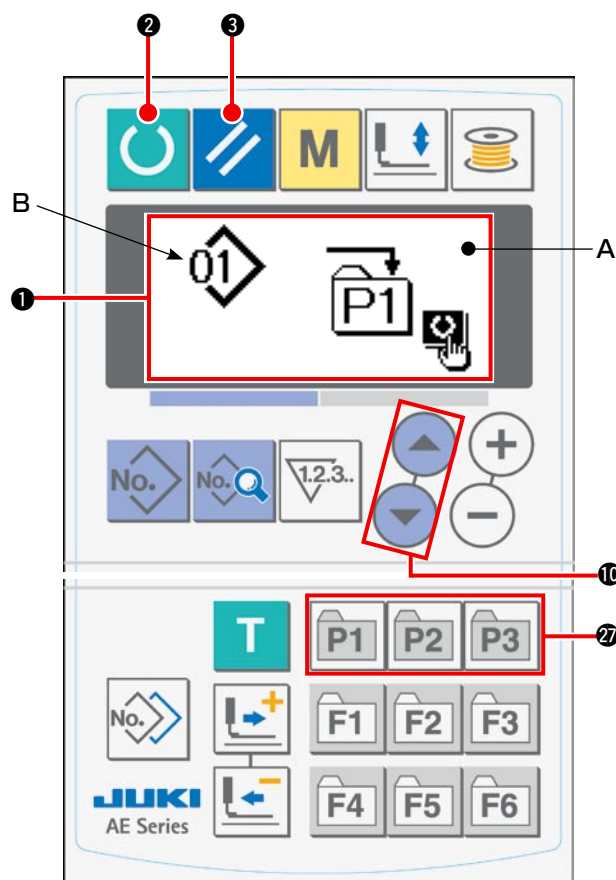 ❷ ❸
M
B
A
01
P1
❶
No. No. 1.2.3.. + −
❿
T P1 P2 P3
㉗
No. + F1 F2 F3
JUKI − F4 F5 F6
AE Series